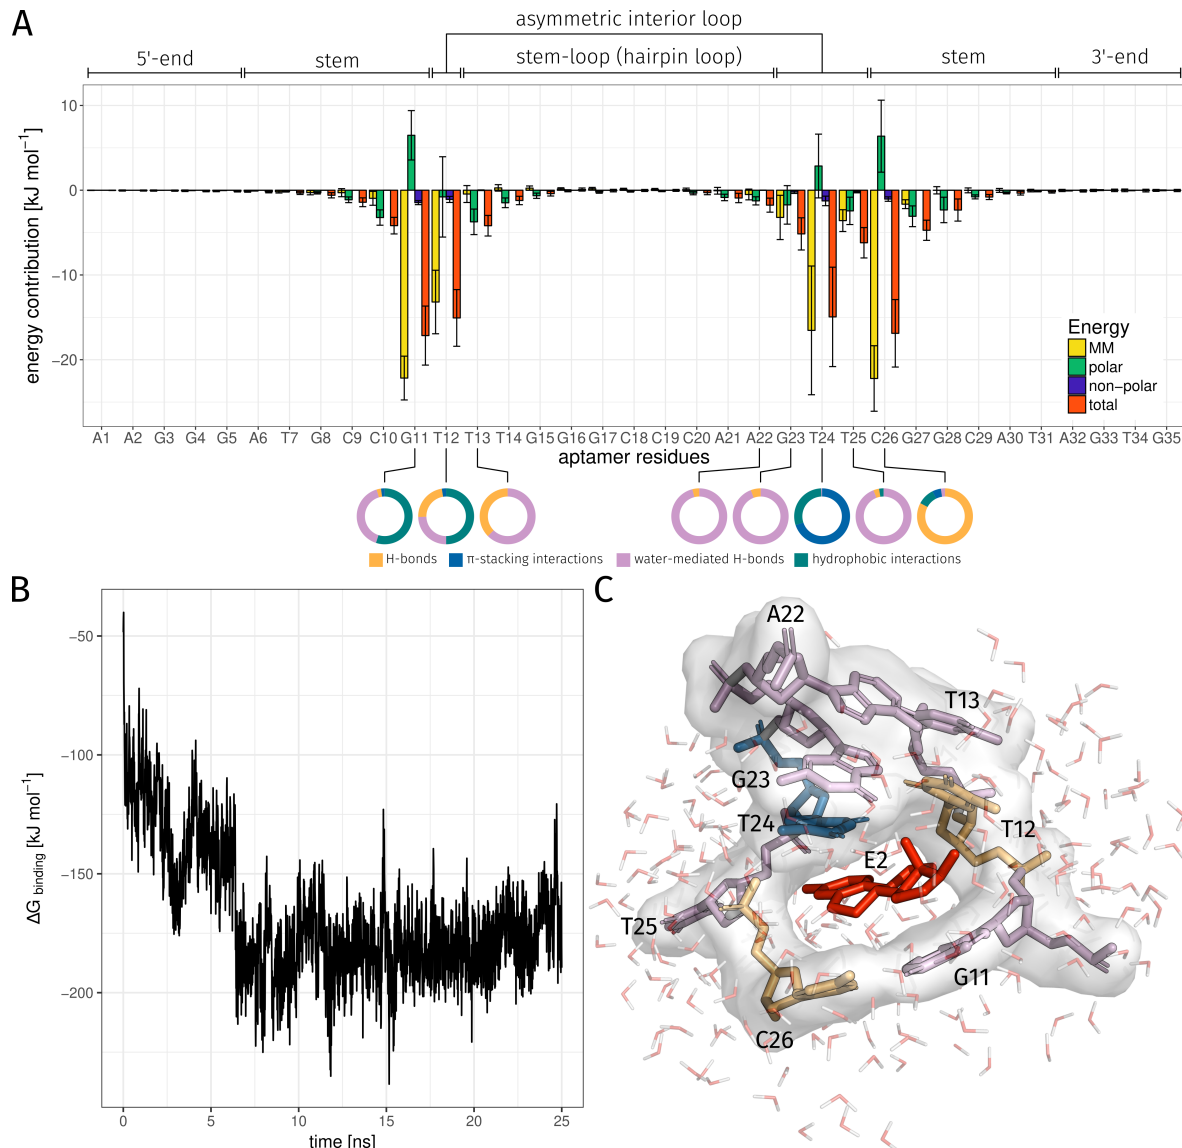 A
asymmetric interior loop
5'-end stem stem-loop (hairpin loop) stem 3'-end
energy contribution [kJ mol⁻¹]
10
0
−10
−20
Energy
MM
polar
non−polar
total
A1 A2 G3 G4 G5 A6 T7 G8 C9 C10 G11 T12 T13 T14 G15 G16 G17 C18 C19 C20 A21 A22 G23 T24 T25 C26 G27 G28 C29 A30 T31 A32 G33 T34 G35
aptamer residues
H-bonds π-stacking interactions water-mediated H-bonds hydrophobic interactions
B
ΔG binding [kJ mol⁻¹]
−50
−100
−150
−200
0 5 10 15 20 25
time [ns]
C
A22
T13
G23
T24
T12
E2
T25
G11
C26